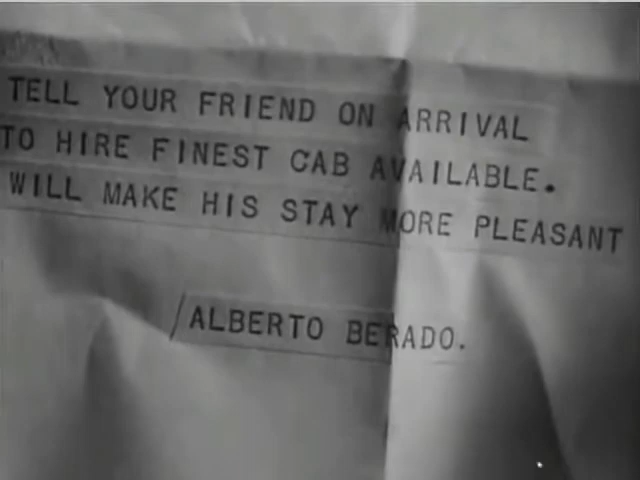 TELL YOUR FRIEND ON ARRIVAL
TO HIRE FINEST CAB AVAILABLE.
WILL MAKE HIS STAY MORE PLEASANT
ALBERTO BERADO.